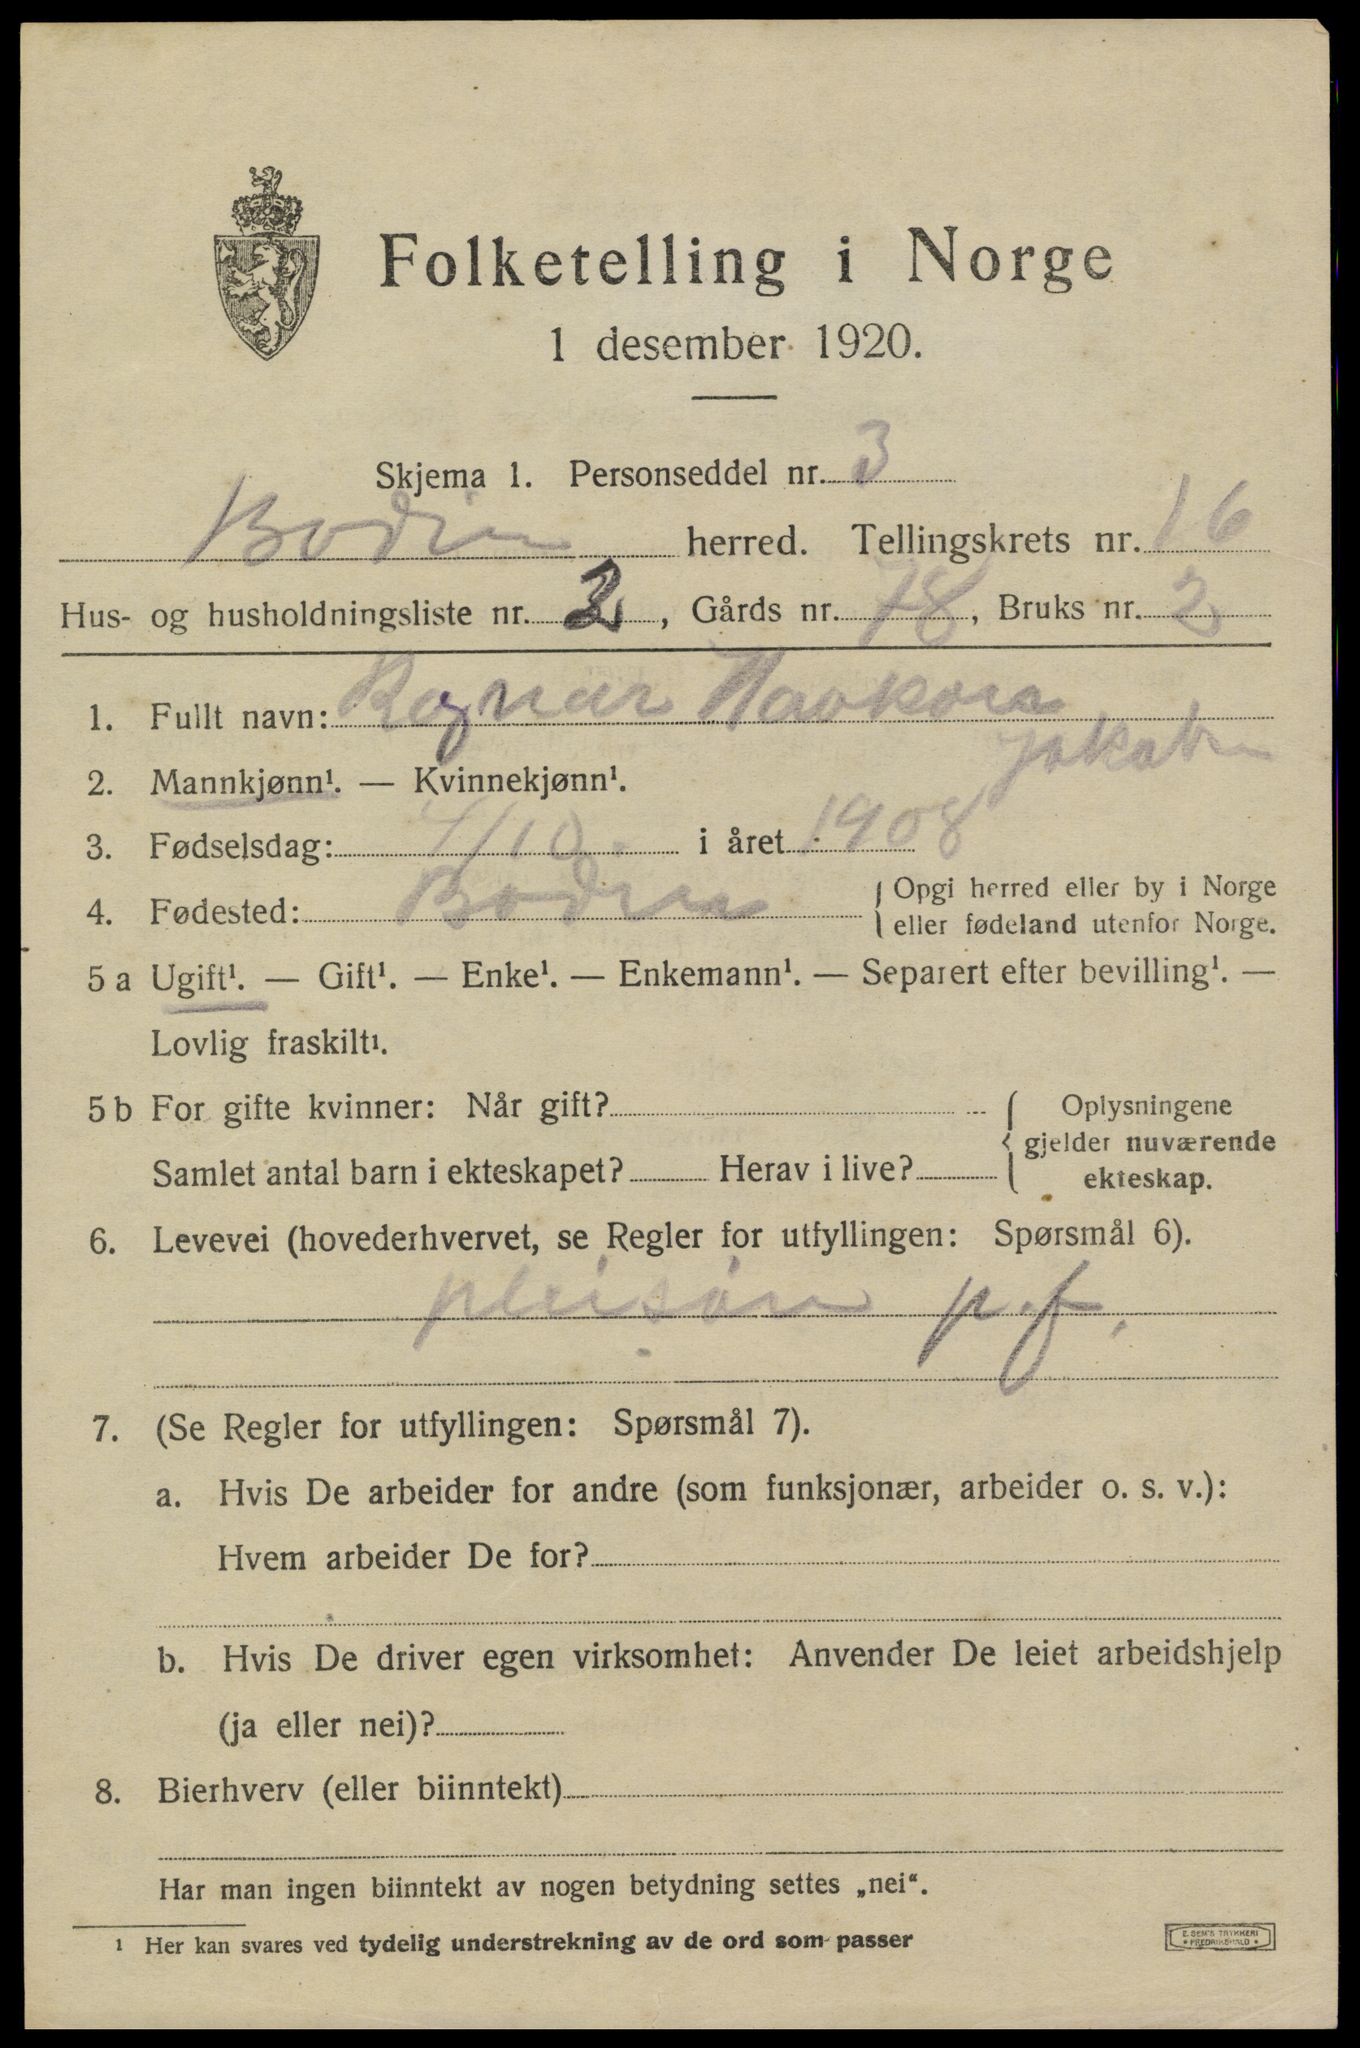 Folketelling i Norge
1 desember 1920.
Skjema 1. Personseddel nr. 3
Bodin herred. Tellingskrets nr. 16
Hus- og husholdningsliste nr. 2, Gårds nr. 78, Bruks nr. 2
1. Fullt navn: Ragnar Haakon
Jakobsen
2. Mannkjønn¹. — Kvinnekjønn¹.
3. Fødselsdag: 4/10. i året 1908
4. Fødested: Bodin { Opgi herred eller by i Norge
eller fødeland utenfor Norge.
5 a Ugift¹. — Gift¹. — Enke¹. — Enkemann¹. — Separert efter bevilling¹. —
Lovlig fraskilt¹.
5 b For gifte kvinner: Når gift? { Oplysningene
gjelder nuværende
Samlet antal barn i ekteskapet? Herav i live? ekteskap.
6. Levevei (hovederhvervet, se Regler for utfyllingen: Spørsmål 6).
pleisøn p.f.
7. (Se Regler for utfyllingen: Spørsmål 7).
a. Hvis De arbeider for andre (som funksjonær, arbeider o. s. v.):
Hvem arbeider De for?
b. Hvis De driver egen virksomhet: Anvender De leiet arbeidshjelp
(ja eller nei)?
8. Bierhverv (eller biinntekt)
Har man ingen biinntekt av nogen betydning settes „nei“.
¹ Her kan svares ved tydelig understrekning av de ord som passer
E. SEM'S TRYKKERI
FREDRIKSHALD